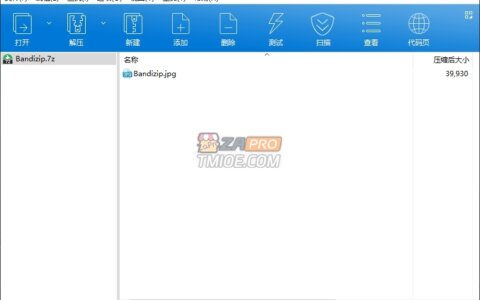 打开
解压
新建
添加
删除
测试
扫描
查看
代码页
Bandizip.7z
名称
压缩后大小
Bandizip.jpg
39,930
ZAPRO
TMIOE.COM